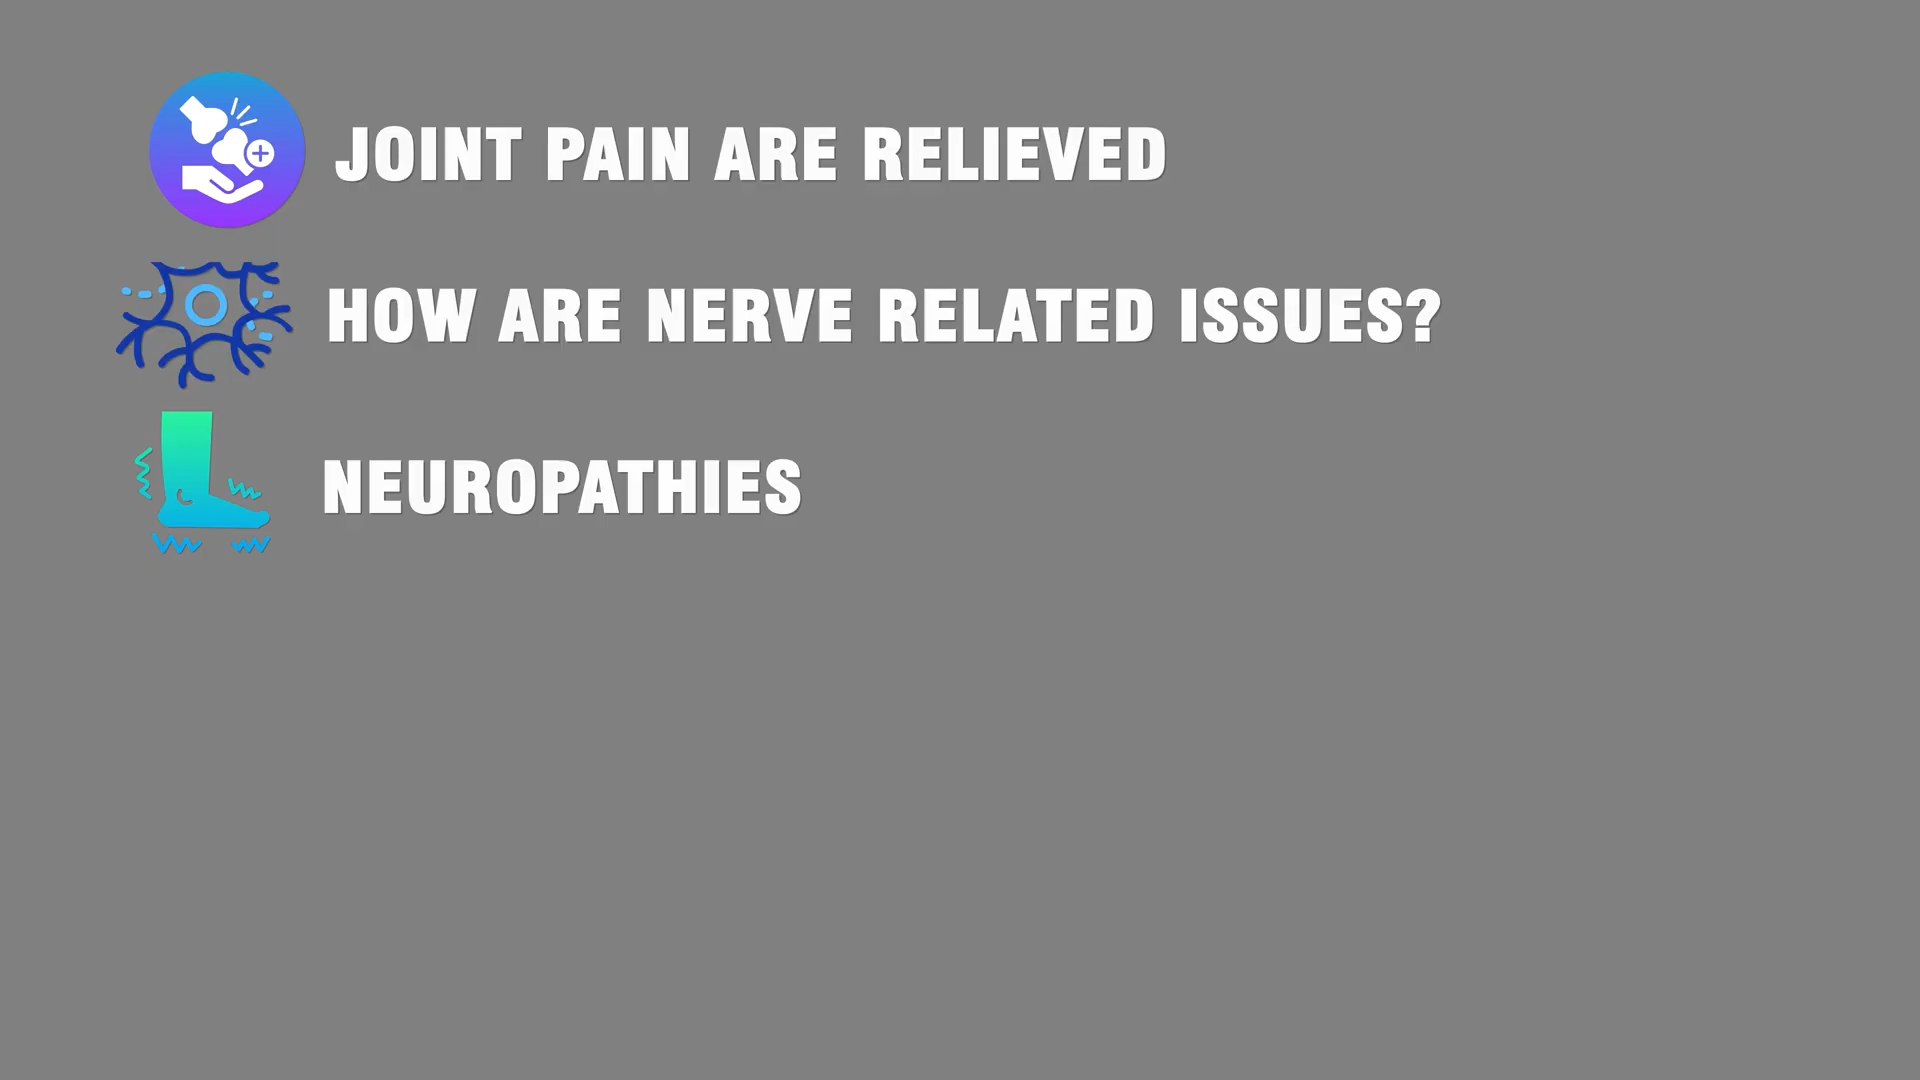 JOINT PAIN ARE RELIEVED
HOW ARE NERVE RELATED ISSUES?
NEUROPATHIES